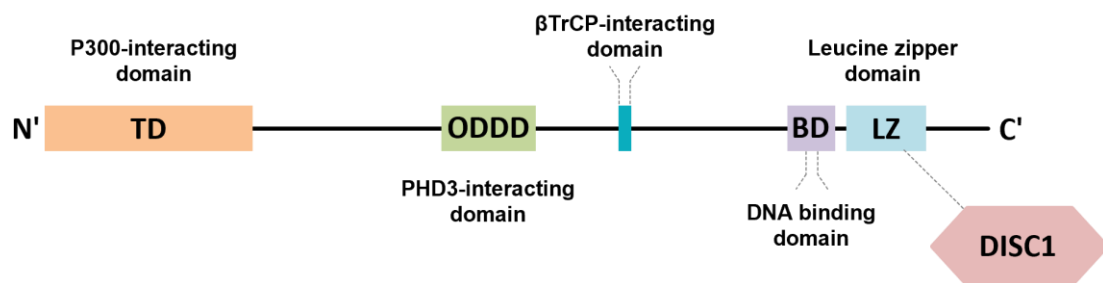 βTrCP-interacting
domain
P300-interacting
domain
Leucine zipper
domain
N'
TD
ODDD
BD
LZ
C'
PHD3-interacting
domain
DNA binding
domain
DISC1